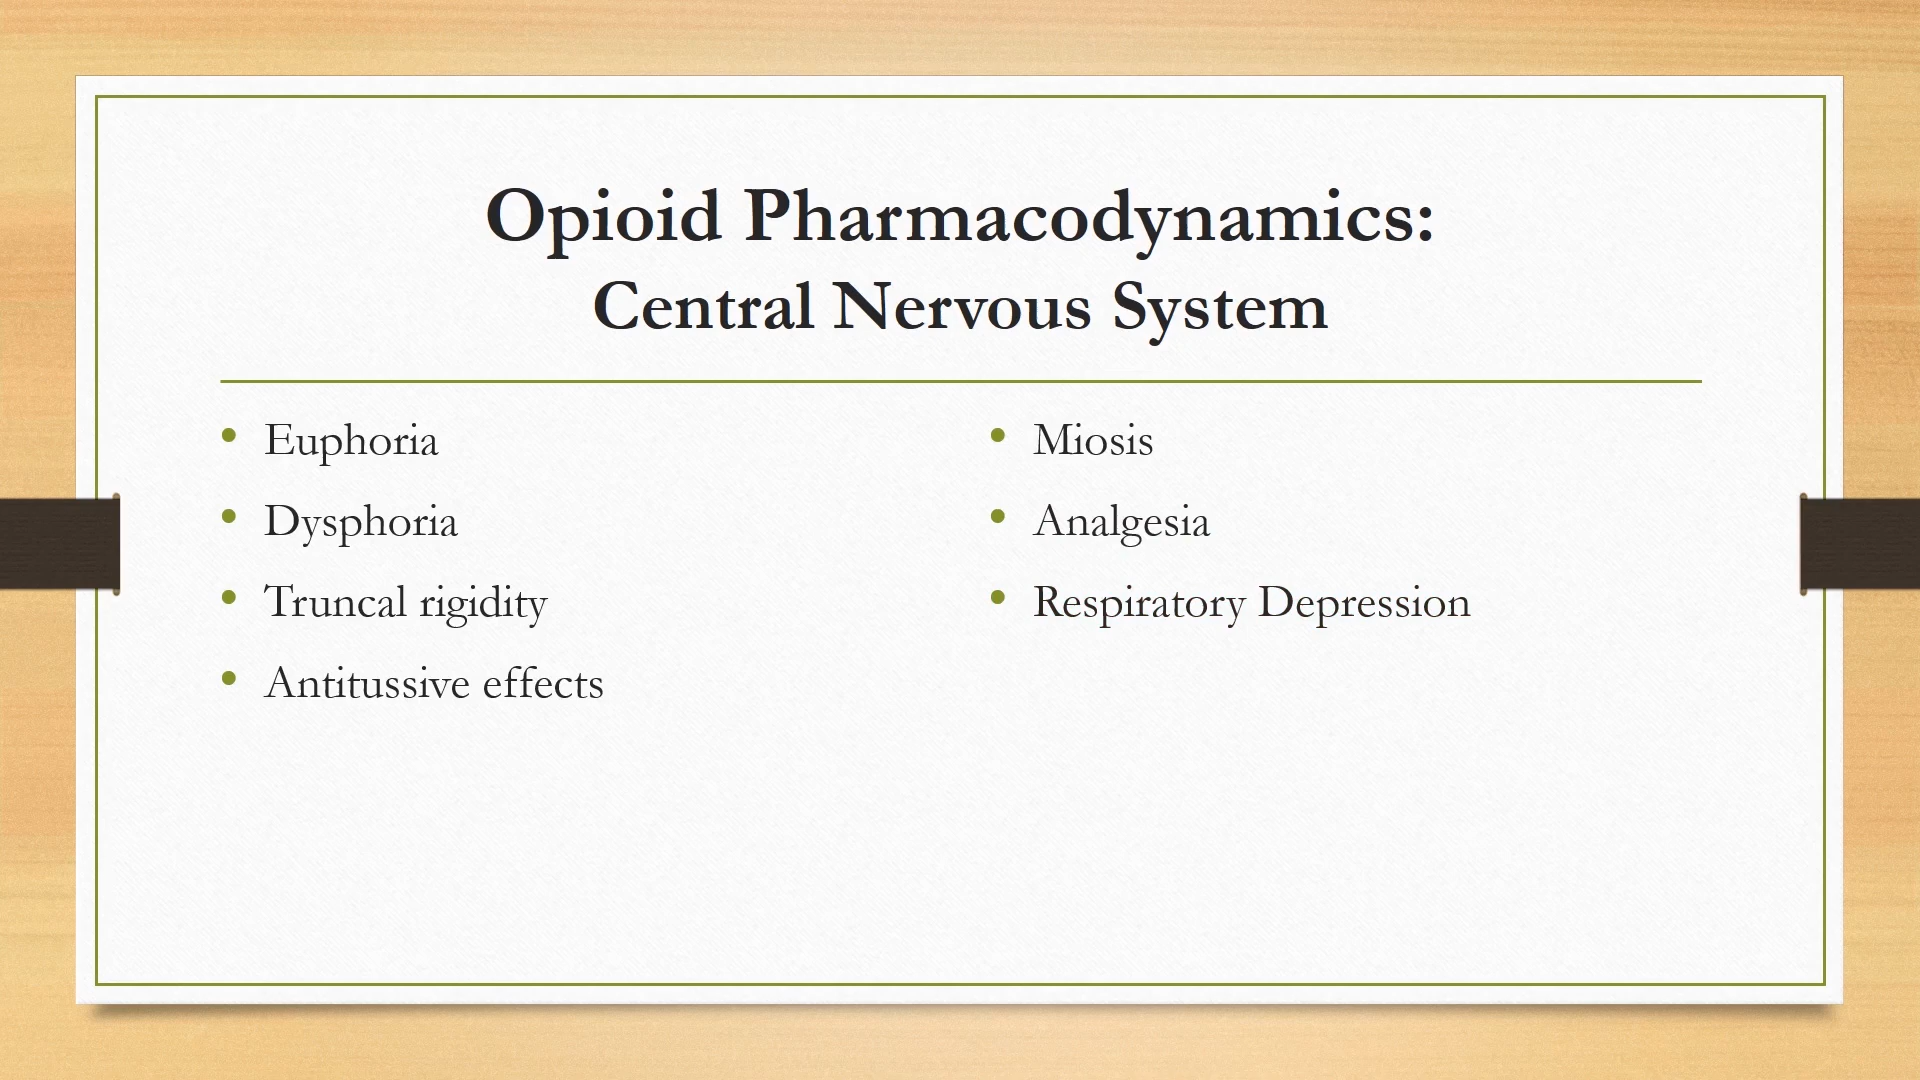 Opioid Pharmacodynamics:
Central Nervous System
• Euphoria
• Dysphoria
• Truncal rigidity
• Antitussive effects
• Miosis
• Analgesia
• Respiratory Depression